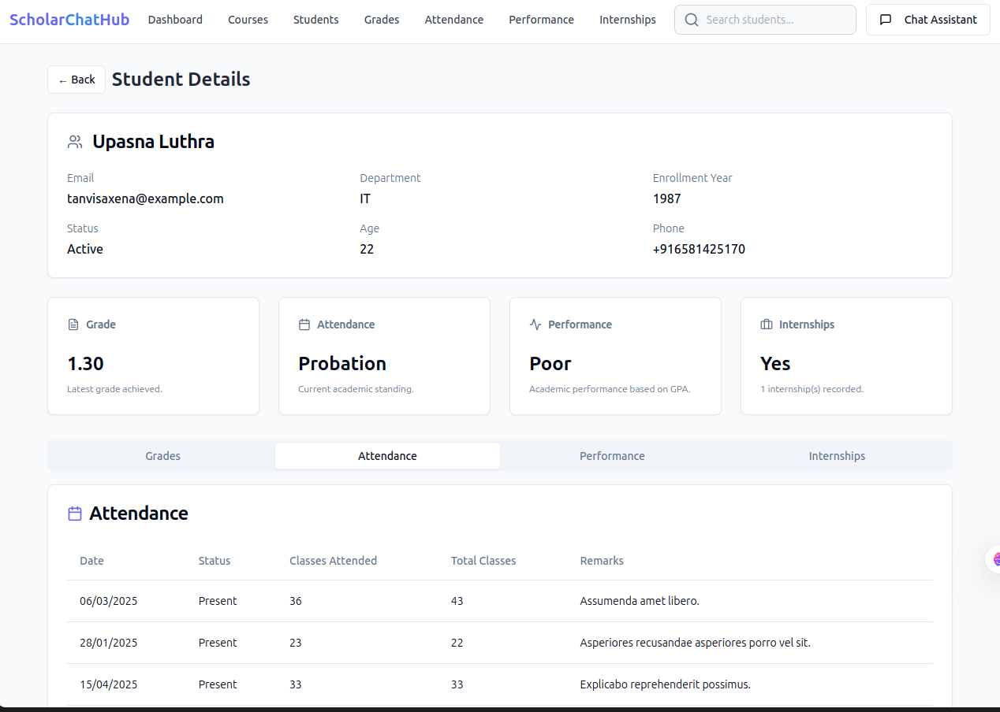 ScholarChatHub Dashboard Courses Students Grades Attendance Performance Internships Search students... Chat Assistant
← Back Student Details
Upasna Luthra
Email Department Enrollment Year
tanvisaxena@example.com IT 1987
Status Age Phone
Active 22 +916581425170
Grade Attendance Performance Internships
1.30 Probation Poor Yes
Latest grade achieved. Current academic standing. Academic performance based on GPA. 1 internship(s) recorded.
Grades Attendance Performance Internships
Attendance
Date Status Classes Attended Total Classes Remarks
06/03/2025 Present 36 43 Assumenda amet libero.
28/01/2025 Present 23 22 Asperiores recusandae asperiores porro vel sit.
15/04/2025 Present 33 33 Explicabo reprehenderit possimus.